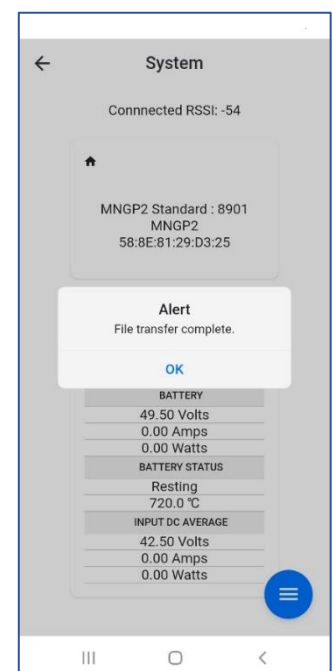 System
Connnected RSSI: -54
MNGP2 Standard : 8901
MNGP2
58:8E:81:29:D3:25
Alert
File transfer complete.
OK
BATTERY
49.50 Volts
0.00 Amps
0.00 Watts
BATTERY STATUS
Resting
720.0 ℃
INPUT DC AVERAGE
42.50 Volts
0.00 Amps
0.00 Watts